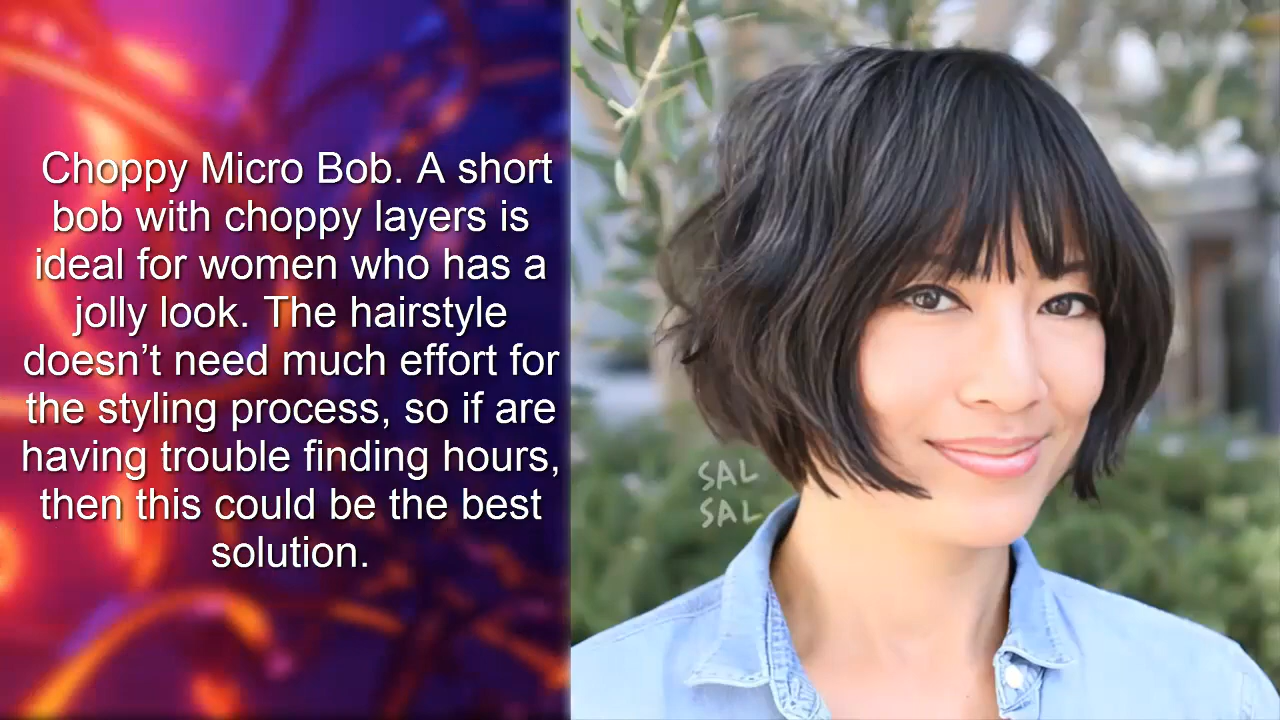 Choppy Micro Bob. A short
bob with choppy layers is
ideal for women who has a
jolly look. The hairstyle
doesn’t need much effort for
the styling process, so if are
having trouble finding hours,
then this could be the best
solution.
SAL
SAL